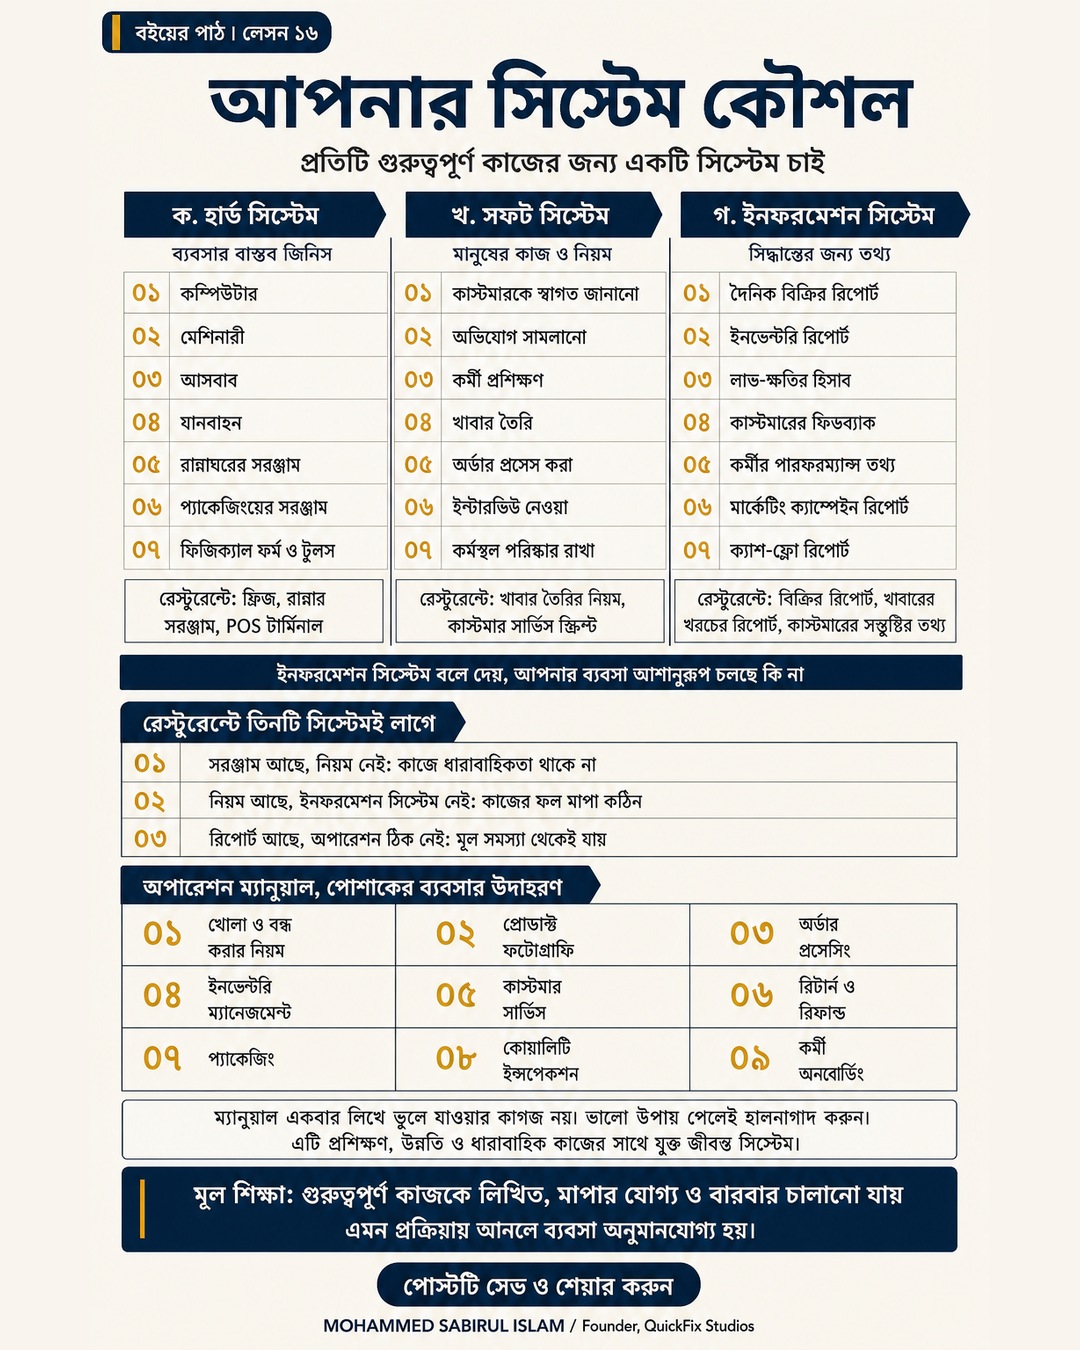 বইয়ের পাঠ। লেসন ১৬
আপনার সিস্টেম কৌশল
প্রতিটি গুরুত্বপূর্ণ কাজের জন্য একটি সিস্টেম চাই
ক. হার্ড সিস্টেম
ব্যবসার বাস্তব জিনিস
০১ কম্পিউটার
০২ মেশিনারী
০৩ আসবাব
০৪ যানবাহন
০৫ রান্নাঘরের সরঞ্জাম
০৬ প্যাকেজিংয়ের সরঞ্জাম
০৭ ফিজিক্যাল ফর্ম ও টুলস
রেস্টুরেন্টে: ফ্রিজ, রান্নার
সরঞ্জাম, POS টার্মিনাল
খ. সফট সিস্টেম
মানুষের কাজ ও নিয়ম
০১ কাস্টমারকে স্বাগত জানানো
০২ অভিযোগ সামলানো
০৩ কর্মী প্রশিক্ষণ
০৪ খাবার তৈরি
০৫ অর্ডার প্রসেস করা
০৬ ইন্টারভিউ নেওয়া
০৭ কর্মস্থল পরিষ্কার রাখা
রেস্টুরেন্টে: খাবার তৈরির নিয়ম,
কাস্টমার সার্ভিস স্ক্রিপ্ট
গ. ইনফরমেশন সিস্টেম
সিদ্ধান্তের জন্য তথ্য
০১ দৈনিক বিক্রির রিপোর্ট
০২ ইনভেন্টরি রিপোর্ট
০৩ লাভ-ক্ষতির হিসাব
০৪ কাস্টমারের ফিডব্যাক
০৫ কর্মীর পারফরম্যান্স তথ্য
০৬ মার্কেটিং ক্যাম্পেইন রিপোর্ট
০৭ ক্যাশ-ফ্লো রিপোর্ট
রেস্টুরেন্টে: বিক্রির রিপোর্ট, খাবারের
খরচের রিপোর্ট, কাস্টমারের সন্তুষ্টির তথ্য
ইনফরমেশন সিস্টেম বলে দেয়, আপনার ব্যবসা আশানুরূপ চলছে কি না
রেস্টুরেন্টে তিনটি সিস্টেমই লাগে
০১ সরঞ্জাম আছে, নিয়ম নেই: কাজে ধারাবাহিকতা থাকে না
০২ নিয়ম আছে, ইনফরমেশন সিস্টেম নেই: কাজের ফল মাপা কঠিন
০৩ রিপোর্ট আছে, অপারেশন ঠিক নেই: মূল সমস্যা থেকেই যায়
অপারেশন ম্যানুয়াল, পোশাকের ব্যবসার উদাহরণ
০১ খোলা ও বন্ধ
করার নিয়ম
০২ প্রোডাক্ট
ফটোগ্রাফি
০৩ অর্ডার
প্রসেসিং
০৪ ইনভেন্টরি
ম্যানেজমেন্ট
০৫ কাস্টমার
সার্ভিস
০৬ রিটার্ন ও
রিফান্ড
০৭ প্যাকেজিং
০৮ কোয়ালিটি
ইন্সপেকশন
০৯ কর্মী
অনবোর্ডিং
ম্যানুয়াল একবার লিখে ভুলে যাওয়ার কাগজ নয়। ভালো উপায় পেলেই হালনাগাদ করুন।
এটি প্রশিক্ষণ, উন্নতি ও ধারাবাহিক কাজের সাথে যুক্ত জীবন্ত সিস্টেম।
মূল শিক্ষা: গুরুত্বপূর্ণ কাজকে লিখিত, মাপার যোগ্য ও বারবার চালানো যায়
এমন প্রক্রিয়ায় আনলে ব্যবসা অনুমানযোগ্য হয়।
পোস্টটি সেভ ও শেয়ার করুন
MOHAMMED SABIRUL ISLAM / Founder, QuickFix Studios